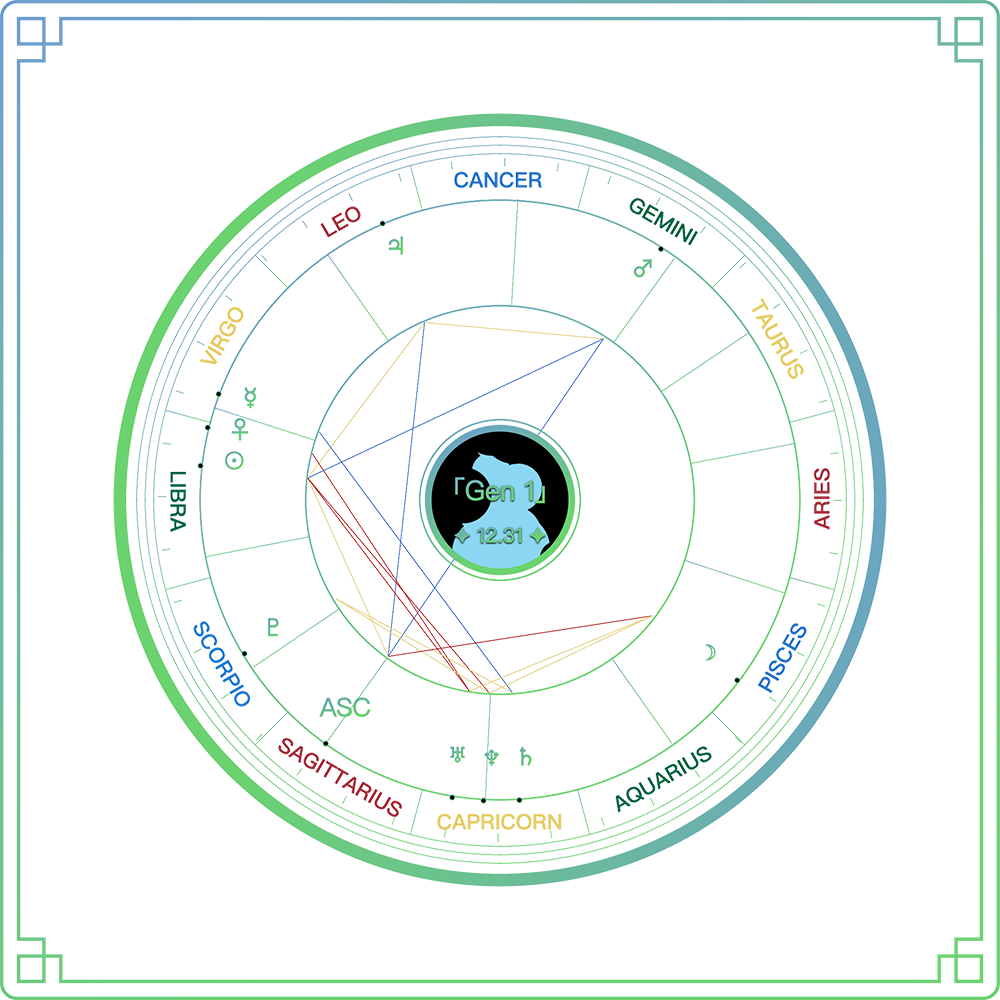 CANCER
LEO
GEMINI
♃
♂
VIRGO
TAURUS
☿
♀
☉
LIBRA
「Gen 1」
ARIES
✦ 12.31 ✦
♇
SCORPIO
☽
PISCES
ASC
SAGITTARIUS
♅ ♆ ♄
AQUARIUS
CAPRICORN